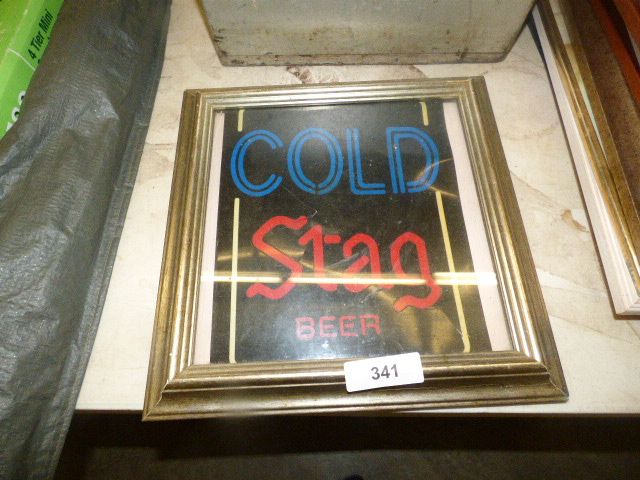 4 Tier Mini
COLD
Stag
BEER
341